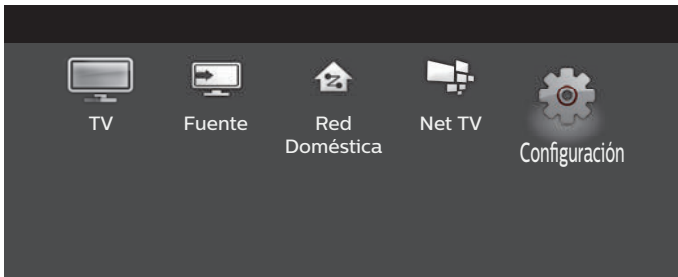 TV
Fuente
Red
Doméstica
Net TV
Configuración